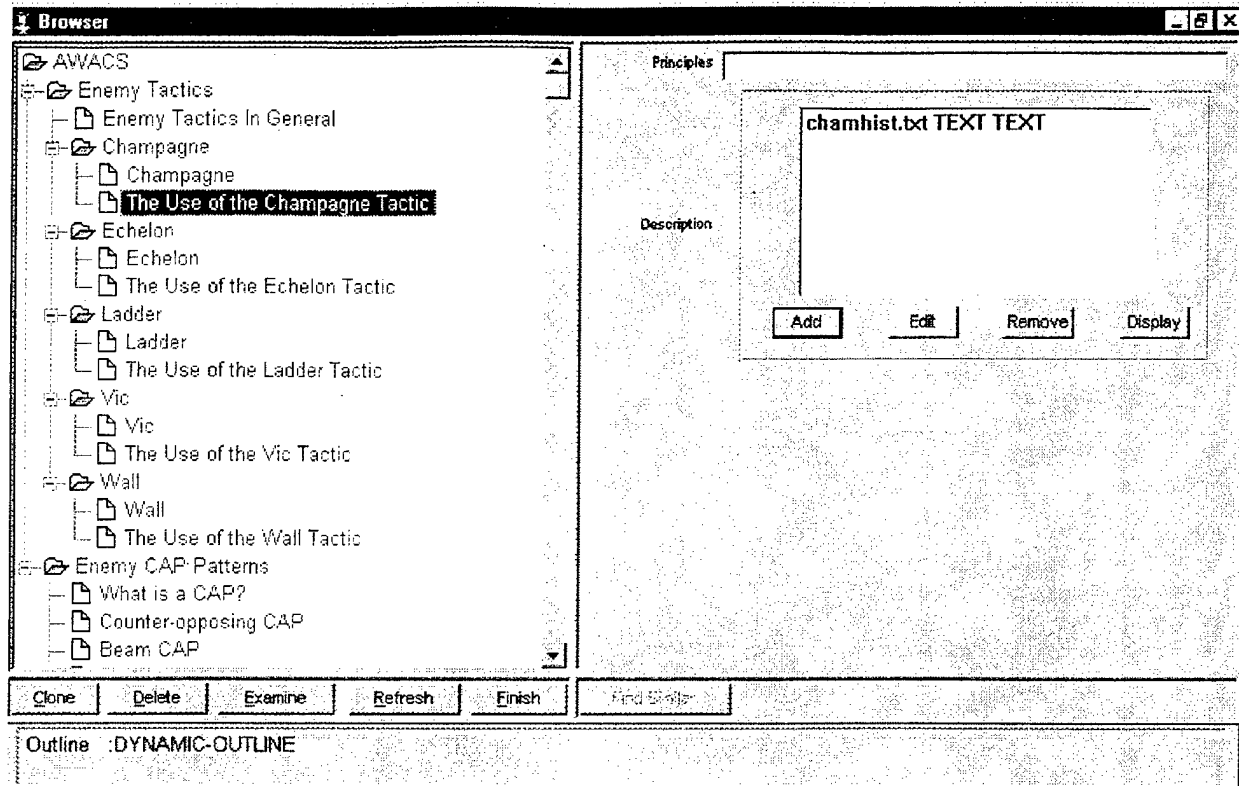 Browser
AWACS
Enemy Tactics
Enemy Tactics In General
Champagne
Champagne
The Use of the Champagne Tactic
Echelon
Echelon
The Use of the Echelon Tactic
Ladder
Ladder
The Use of the Ladder Tactic
Vic
Vic
The Use of the Vic Tactic
Wall
Wall
The Use of the Wall Tactic
Enemy CAP Patterns
What is a CAP?
Counter-opposing CAP
Beam CAP
Clone Delete Examine Refresh Finish
Principles
chamhist.txt TEXT TEXT
Description
Add Edit Remove Display
Find Similar
Outline :DYNAMIC-OUTLINE